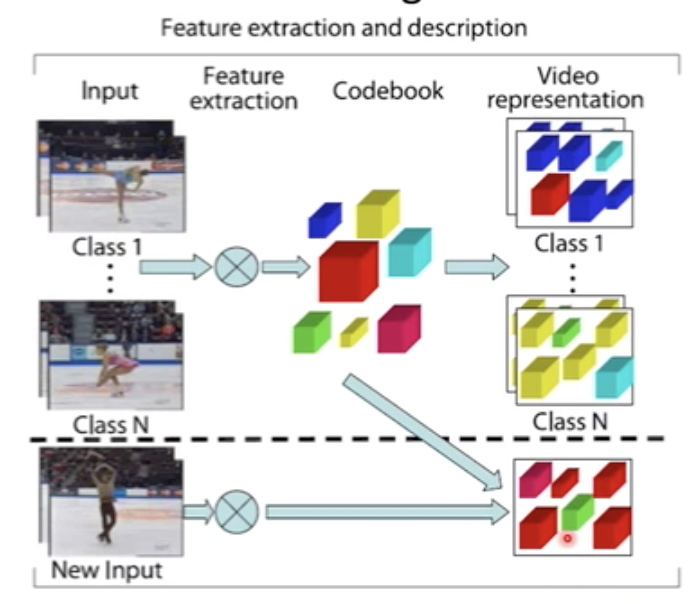 Feature extraction and description
Input
Feature
extraction
Codebook
Video
representation
Class 1
Class 1
Class N
Class N
New Input